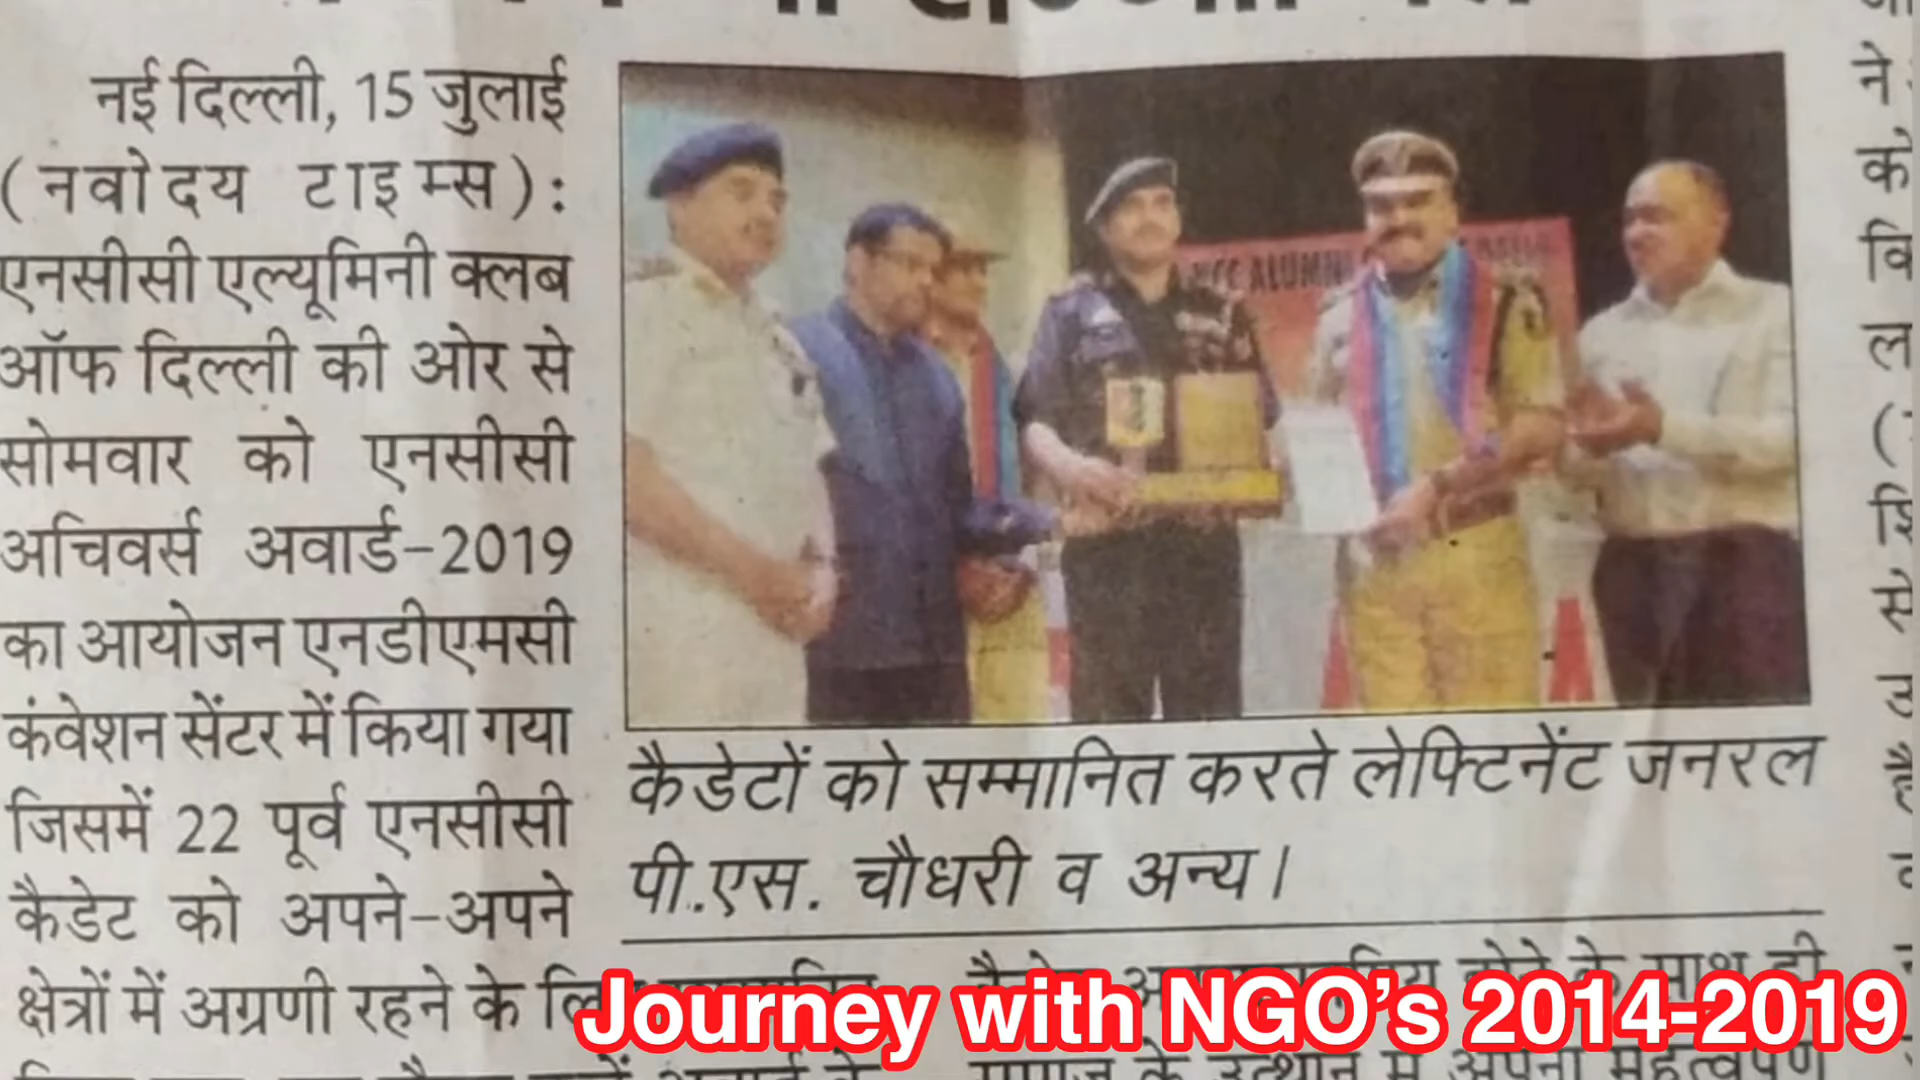 नई दिल्ली, 15 जुलाई
(नवोदय टाइम्स):
एनसीसी एल्यूमिनी क्लब
ऑफ दिल्ली की ओर से
सोमवार को एनसीसी
अचिवर्स अवार्ड-2019
का आयोजन एनडीएमसी
कंवेशन सेंटर में किया गया
जिसमें 22 पूर्व एनसीसी
कैडेट को अपने-अपने
क्षेत्रों में अग्रणी रहने के
NCC ALUMNI
कैडेटों को सम्मानित करते लेफ्टिनेंट जनरल
पी.एस. चौधरी व अन्य।
Journey with NGO’s 2014-2019